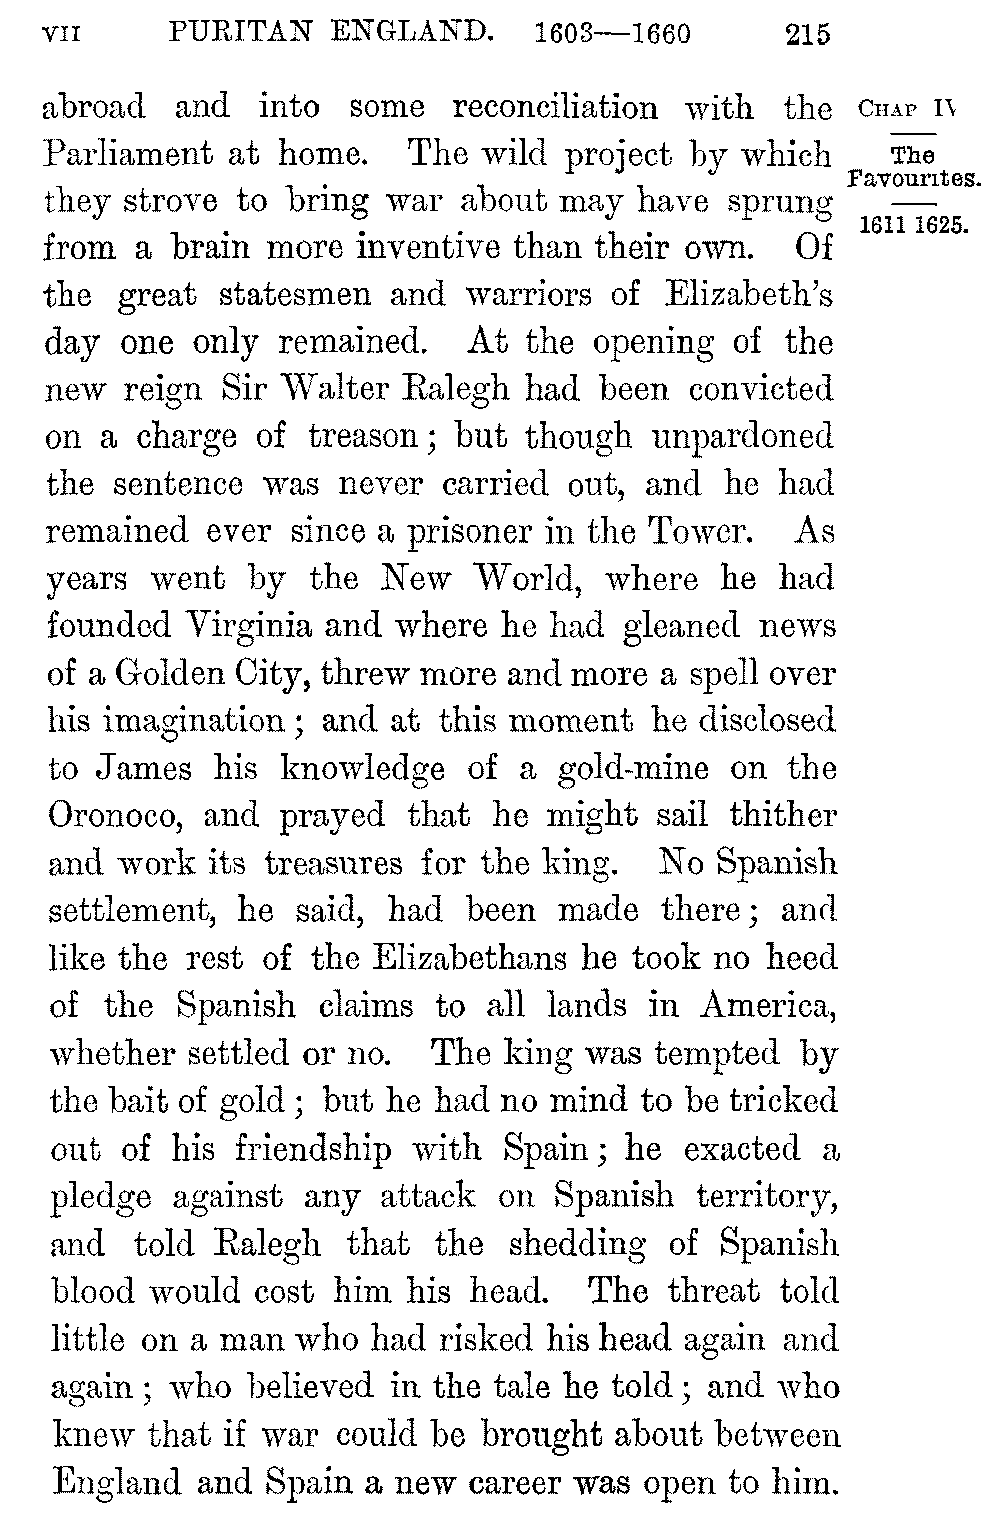 VII PURITAN ENGLAND. 1603—1660 215
abroad and into some reconciliation with the
Parliament at home. The wild project by which
they strove to bring war about may have sprung
from a brain more inventive than their own. Of
the great statesmen and warriors of Elizabeth's
day one only remained. At the opening of the
new reign Sir Walter Ralegh had been convicted
on a charge of treason; but though unpardoned
the sentence was never carried out, and he had
remained ever since a prisoner in the Tower. As
years went by the New World, where he had
founded Virginia and where he had gleaned news
of a Golden City, threw more and more a spell over
his imagination; and at this moment he disclosed
to James his knowledge of a gold-mine on the
Oronoco, and prayed that he might sail thither
and work its treasures for the king. No Spanish
settlement, he said, had been made there; and
like the rest of the Elizabethans he took no heed
of the Spanish claims to all lands in America,
whether settled or no. The king was tempted by
the bait of gold; but he had no mind to be tricked
out of his friendship with Spain; he exacted a
pledge against any attack on Spanish territory,
and told Ralegh that the shedding of Spanish
blood would cost him his head. The threat told
little on a man who had risked his head again and
again; who believed in the tale he told; and who
knew that if war could be brought about between
England and Spain a new career was open to him.
CHAP IV
The
Favourites.
1611 1625.